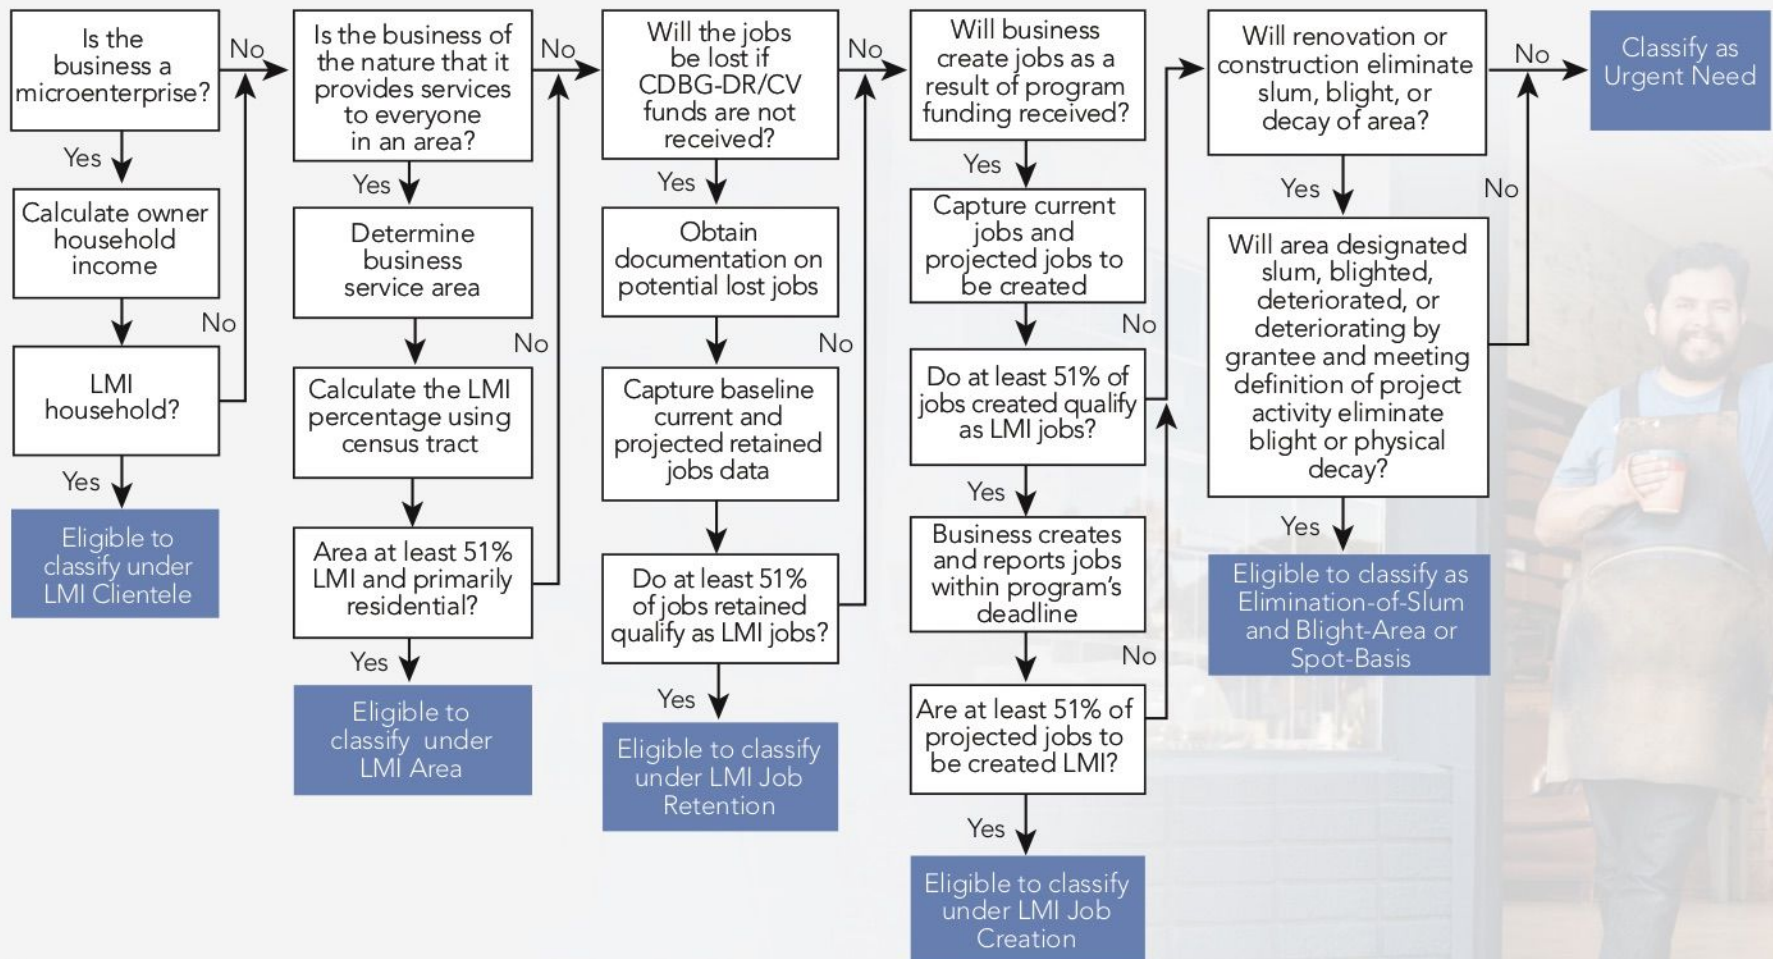 Is the
business a
microenterprise?
No
Yes
Calculate owner
household
income
No
LMI
household?
Yes
Eligible to
classify under
LMI Clientele
Is the business of
the nature that it
provides services
to everyone
in an area?
No
Yes
Determine
business
service area
No
Calculate the LMI
percentage using
census tract
Area at least 51%
LMI and primarily
residential?
Yes
Eligible to
classify under
LMI Area
Will the jobs
be lost if
CDBG-DR/CV
funds are not
received?
No
Yes
Obtain
documentation on
potential lost jobs
No
Capture baseline
current and
projected retained
jobs data
Do at least 51%
of jobs retained
qualify as LMI jobs?
Yes
Eligible to classify
under LMI Job
Retention
Will business
create jobs as a
result of program
funding received?
Yes
Capture current
jobs and
projected jobs to
be created
No
Do at least 51% of
jobs created qualify
as LMI jobs?
Yes
Business creates
and reports jobs
within program’s
deadline
No
Are at least 51% of
projected jobs to
be created LMI?
Yes
Eligible to classify
under LMI Job
Creation
Will renovation or
construction eliminate
slum, blight, or
decay of area?
No
Yes
No
Will area designated
slum, blighted,
deteriorated, or
deteriorating by
grantee and meeting
definition of project
activity eliminate
blight or physical
decay?
Yes
Eligible to classify as
Elimination-of-Slum
and Blight-Area or
Spot-Basis
Classify as
Urgent Need